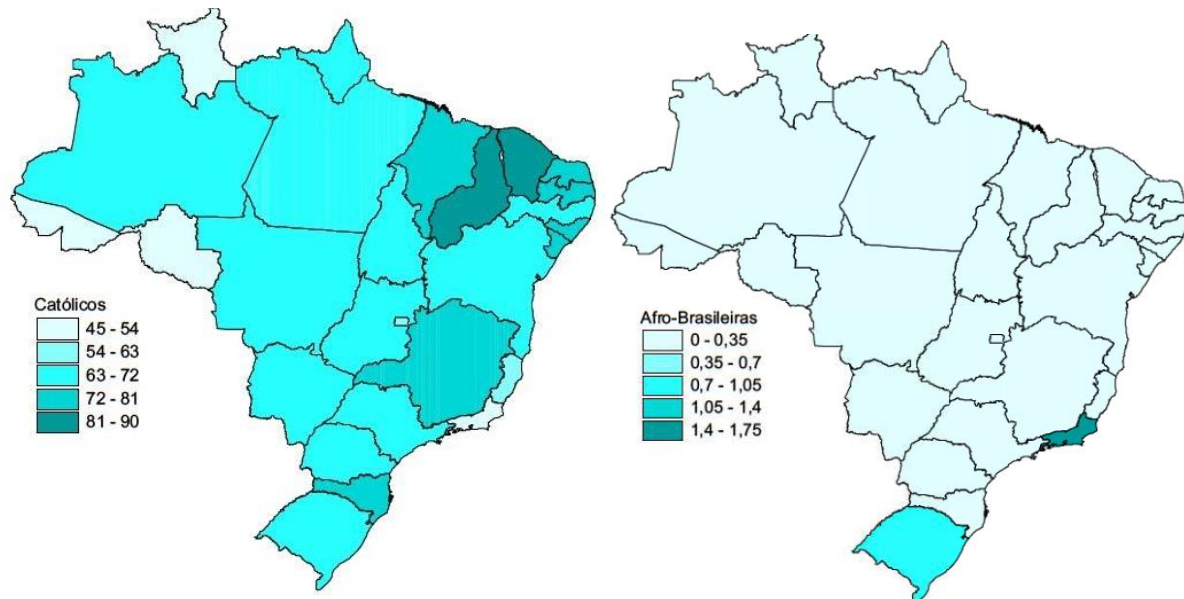 Católicos
45 - 54
54 - 63
63 - 72
72 - 81
81 - 90
Afro-Brasileiras
0 - 0,35
0,35 - 0,7
0,7 - 1,05
1,05 - 1,4
1,4 - 1,75